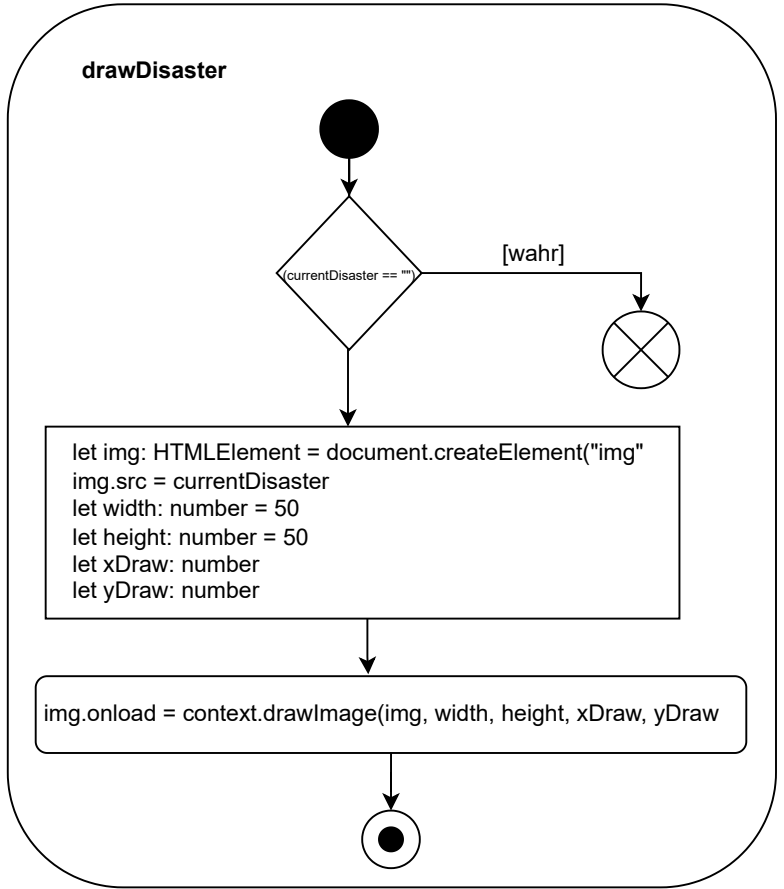 drawDisaster
[wahr]
(currentDisaster == "")
let img: HTMLElement = document.createElement("img"
img.src = currentDisaster
let width: number = 50
let height: number = 50
let xDraw: number
let yDraw: number
img.onload = context.drawImage(img, width, height, xDraw, yDraw